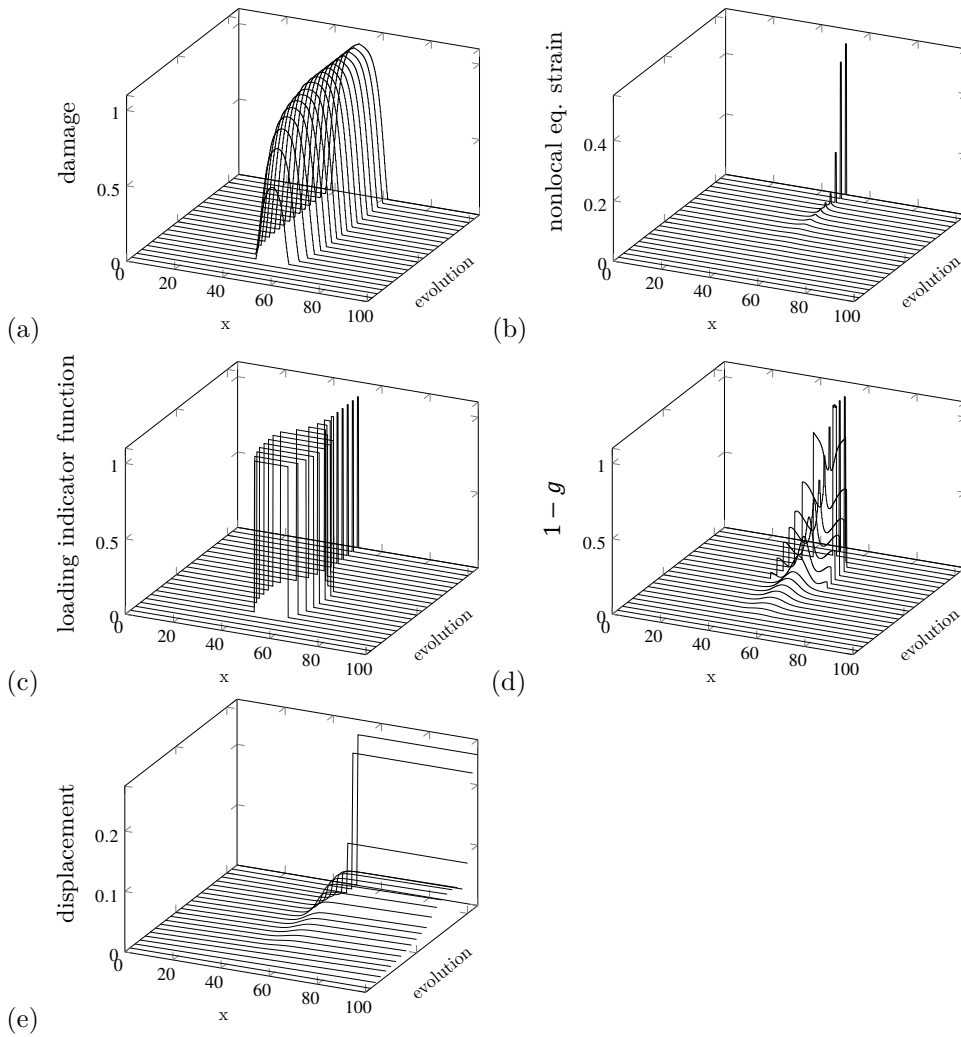 damage
1
0.5
0
0
20
40
60
80
100
x
evolution
(a)
nonlocal eq. strain
0.4
0.2
0
0
20
40
60
80
100
x
evolution
(b)
loading indicator function
1
0.5
0
0
20
40
60
80
100
x
evolution
(c)
1 − g
1
0.5
0
0
20
40
60
80
100
x
evolution
(d)
displacement
0.2
0.1
0
0
20
40
60
80
100
x
evolution
(e)